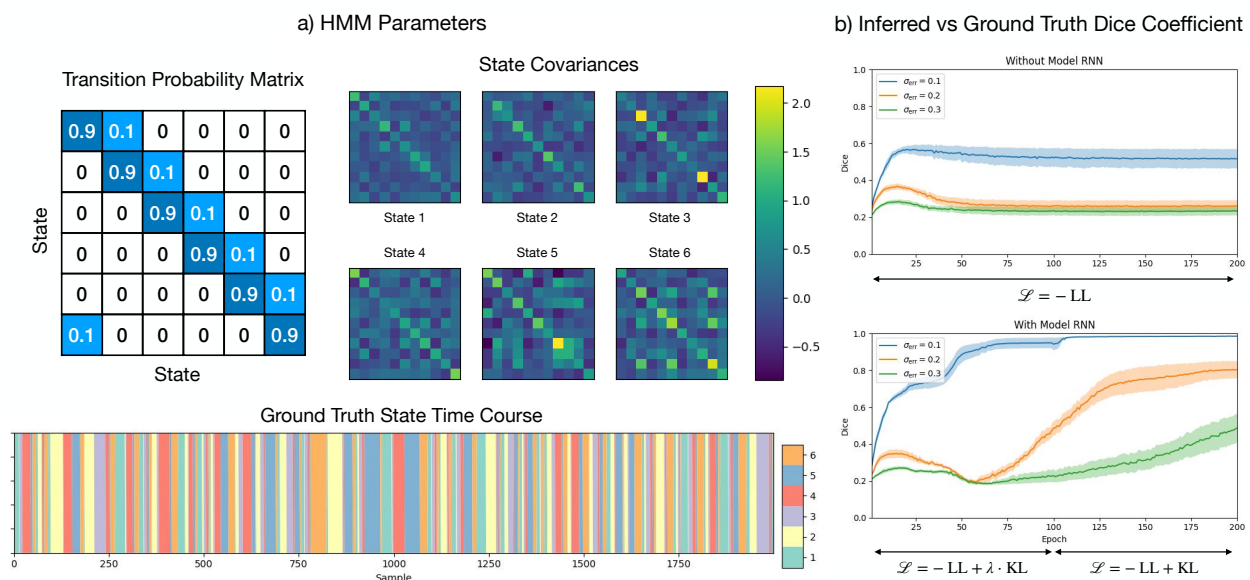 a) HMM Parameters
b) Inferred vs Ground Truth Dice Coefficient
Transition Probability Matrix
0.9 0.1 0 0 0 0
0 0.9 0.1 0 0 0
0 0 0.9 0.1 0 0
0 0 0 0.9 0.1 0
0 0 0 0 0.9 0.1
0.1 0 0 0 0 0.9
State
State
State Covariances
State 1 State 2 State 3
State 4 State 5 State 6
2.0
1.5
1.0
0.5
0.0
−0.5
Ground Truth State Time Course
6
5
4
3
2
1
0 250 500 750 1000 1250 1500 1750
Sample
Without Model RNN
σerr = 0.1
σerr = 0.2
σerr = 0.3
Dice
1.0
0.8
0.6
0.4
0.2
0.0
25 50 75 100 125 150 175 200
ℒ = − LL
With Model RNN
σerr = 0.1
σerr = 0.2
σerr = 0.3
Dice
1.0
0.8
0.6
0.4
0.2
0.0
25 50 75 100 125 150 175 200
Epoch
ℒ = − LL + λ · KL
ℒ = − LL + KL